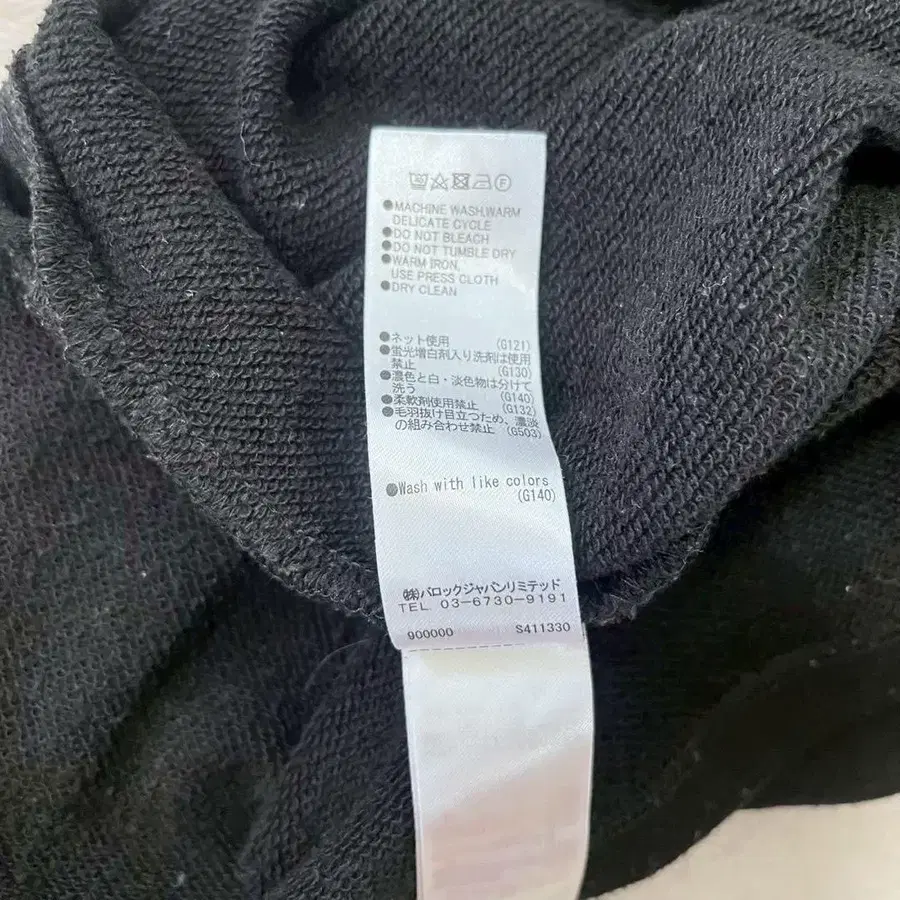 ●MACHINE WASH,WARM
DELICATE CYCLE
●DO NOT BLEACH
●DO NOT TUMBLE DRY
●WARM IRON,
USE PRESS CLOTH
●DRY CLEAN
●ネット使用 (G121)
●蛍光増白剤入り洗剤は使用
禁止 (G130)
●濃色と白・淡色物は分けて
洗う (G140)
●柔軟剤使用禁止 (G132)
●毛羽抜け目立つため、濃淡
の組み合わせ禁止 (G503)
●Wash with like colors
(G140)
㈱バロックジャパンリミテッド
TEL 03-6730-9191
900000 S411330